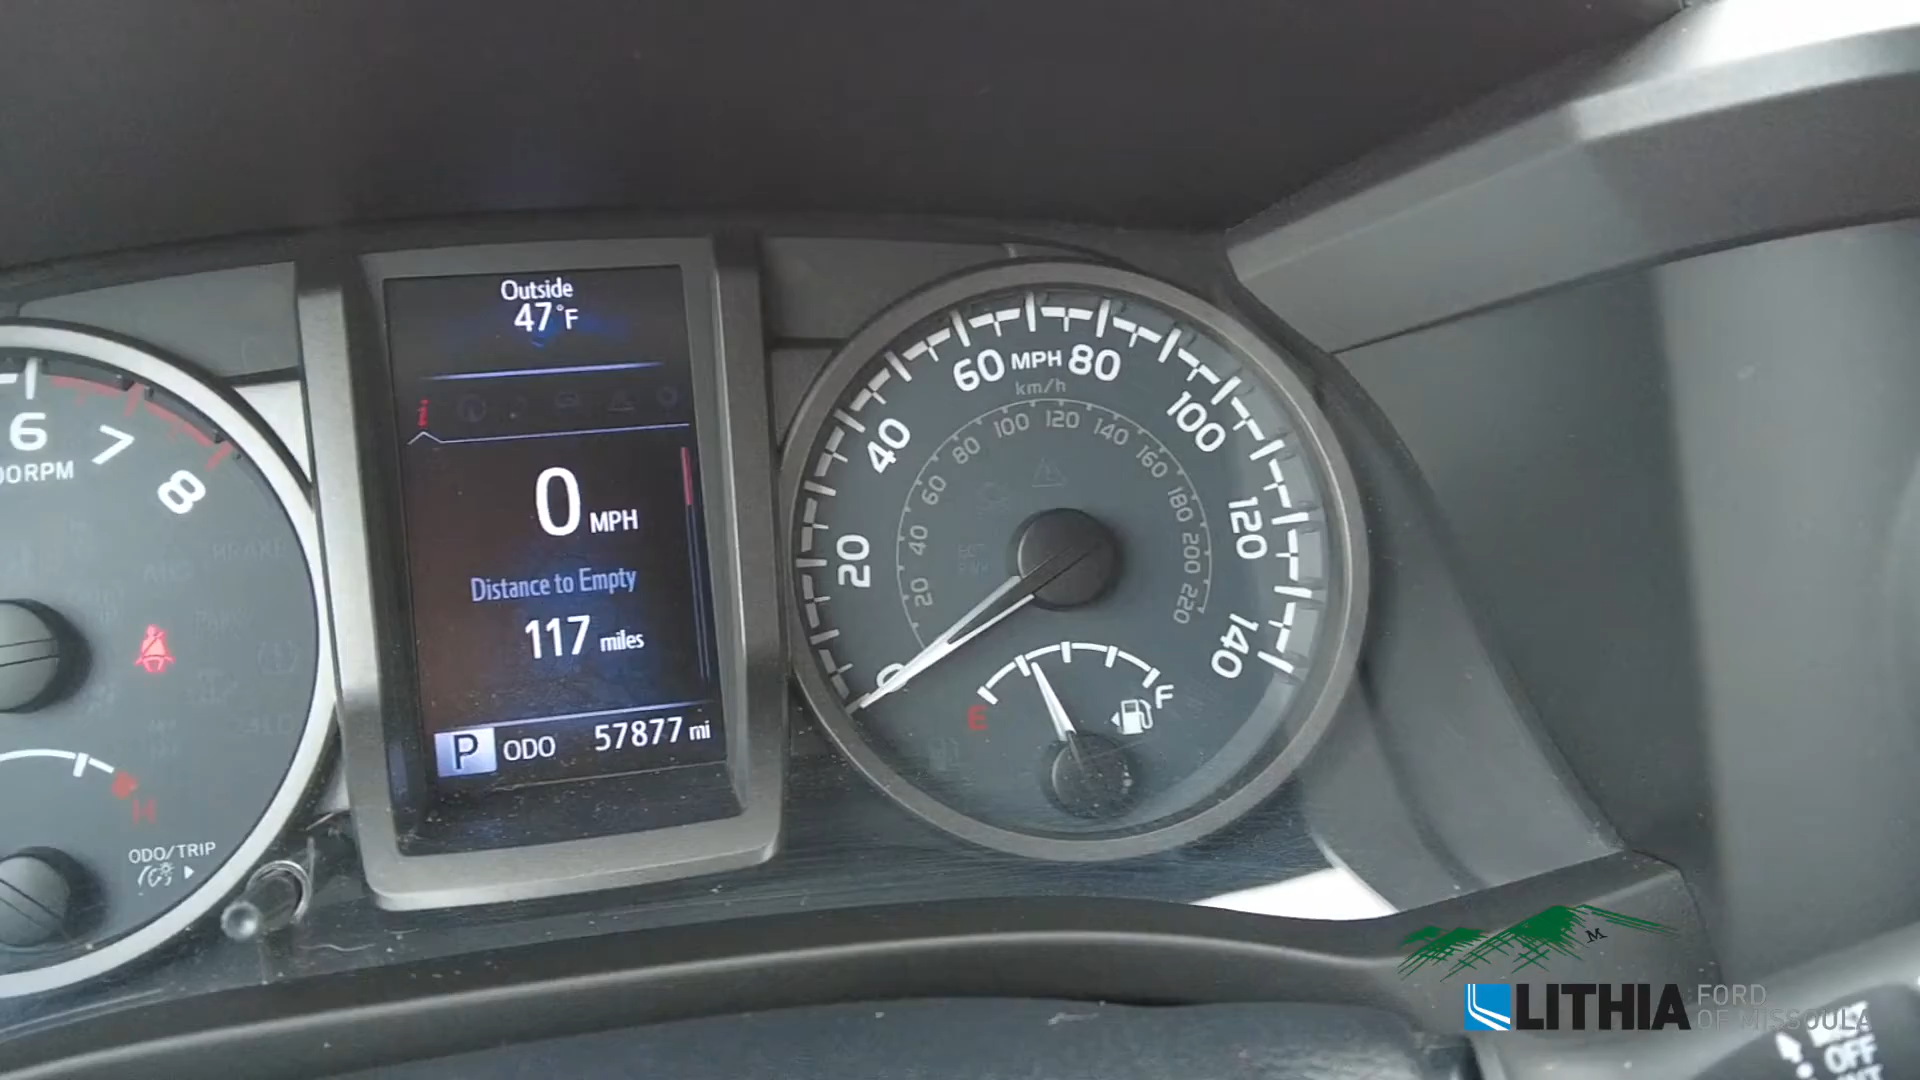 Outside
47°F
i
0 MPH
Distance to Empty
117 miles
P ODO 57877 mi
6
7
8
00RPM
BRAKE
H
ODO/TRIP
0
20
40
60
MPH
80
100
120
140
km/h
20
40
60
80
100
120
140
160
180
200
220
E
F
M
LITHIA FORD
OF MISSOULA
OFF